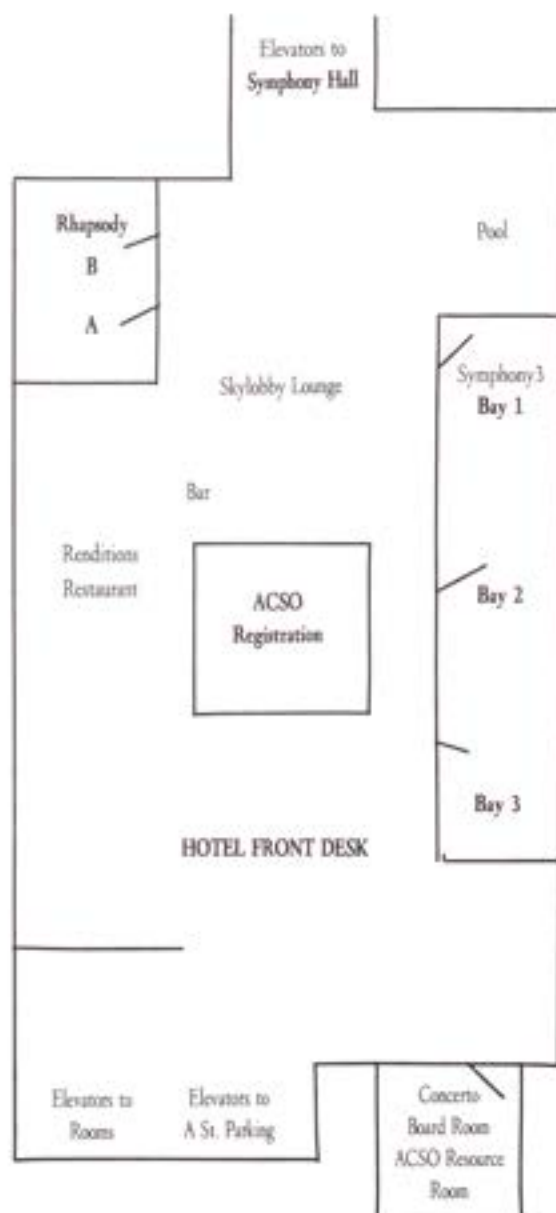 Elevators to
Symphony Hall
Rhapsody
B
A
Pool
Symphony3
Bay 1
Skylobby Lounge
Bar
Renditions
Restaurant
ACSO
Registration
Bay 2
Bay 3
HOTEL FRONT DESK
Elevators to
Rooms
Elevators to
A St. Parking
Concerto
Board Room
ACSO Resource
Room